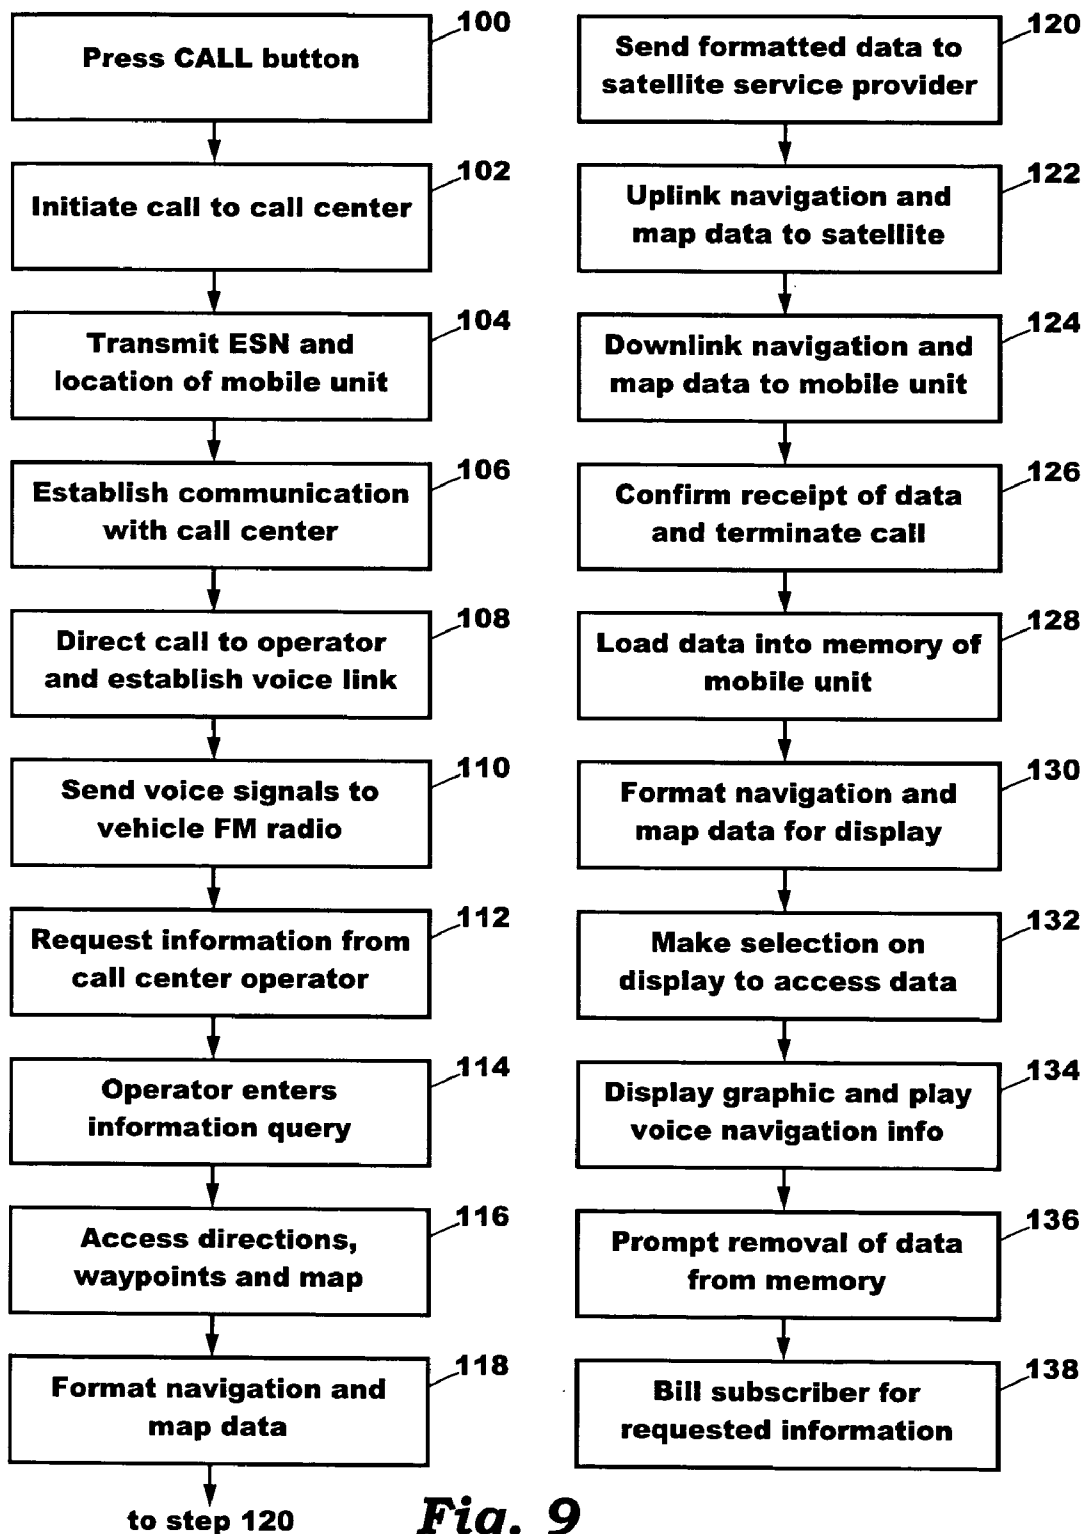 100
Press CALL button
102
Initiate call to call center
104
Transmit ESN and
location of mobile unit
106
Establish communication
with call center
108
Direct call to operator
and establish voice link
110
Send voice signals to
vehicle FM radio
112
Request information from
call center operator
114
Operator enters
information query
116
Access directions,
waypoints and map
118
Format navigation and
map data
to step 120
120
Send formatted data to
satellite service provider
122
Uplink navigation and
map data to satellite
124
Downlink navigation and
map data to mobile unit
126
Confirm receipt of data
and terminate call
128
Load data into memory of
mobile unit
130
Format navigation and
map data for display
132
Make selection on
display to access data
134
Display graphic and play
voice navigation info
136
Prompt removal of data
from memory
138
Bill subscriber for
requested information
Fig. 9